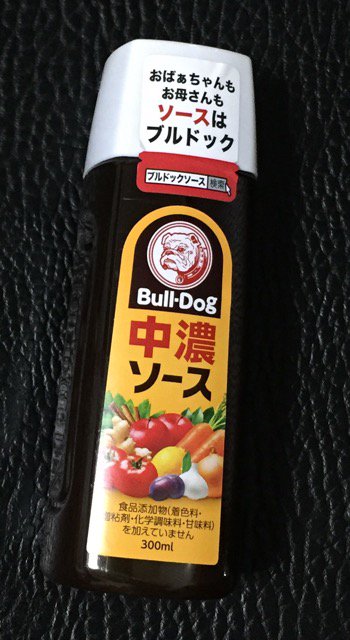 おばぁちゃんも
お母さんも
ソースは
ブルドック
ブルドックソース 検索
Bull-Dog
中濃
ソース
食品添加物(着色料・
増粘剤・化学調味料・甘味料)
を加えていません
300ml